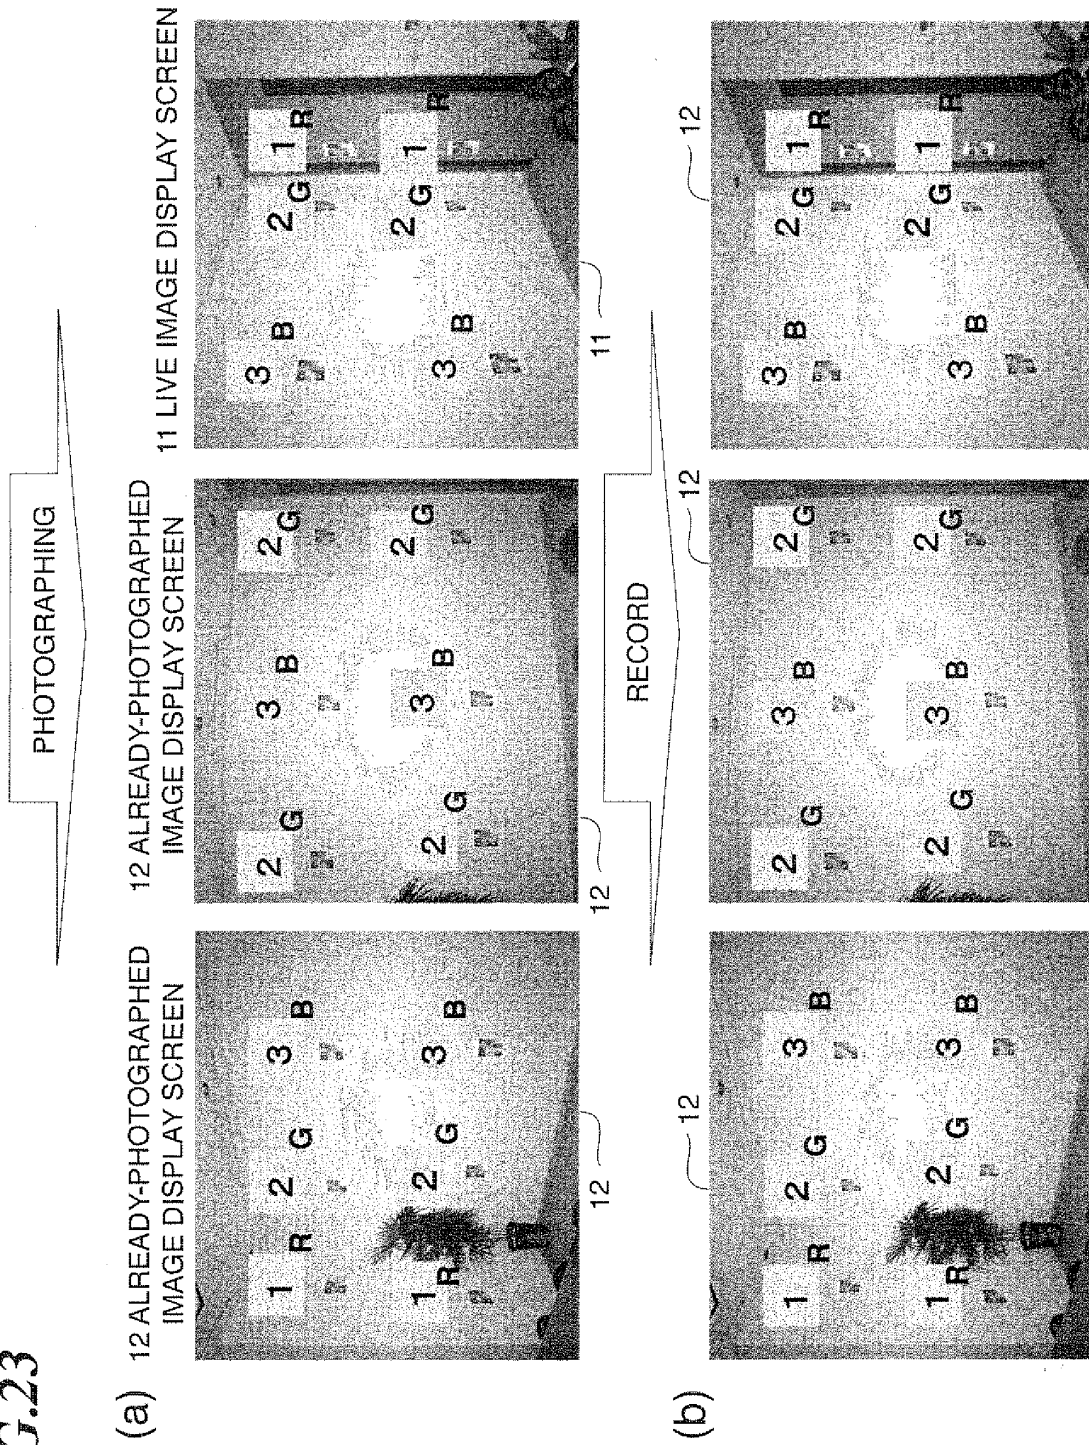 G.23
PHOTOGRAPHING
(a)
12 ALREADY-PHOTOGRAPHED
IMAGE DISPLAY SCREEN
12 ALREADY-PHOTOGRAPHED
IMAGE DISPLAY SCREEN
11 LIVE IMAGE DISPLAY SCREEN
1 R 2 G 3 B
1 R 2 G 3 B
2 G 3 B 2 G
2 G 3 B 2 G
3 B 2 G 1 R
3 B 2 G 1 R
12
12
11
RECORD
(b)
12
12
12
1 R 2 G 3 B
1 R 2 G 3 B
2 G 3 B 2 G
2 G 3 B 2 G
3 B 2 G 1 R
3 B 2 G 1 R